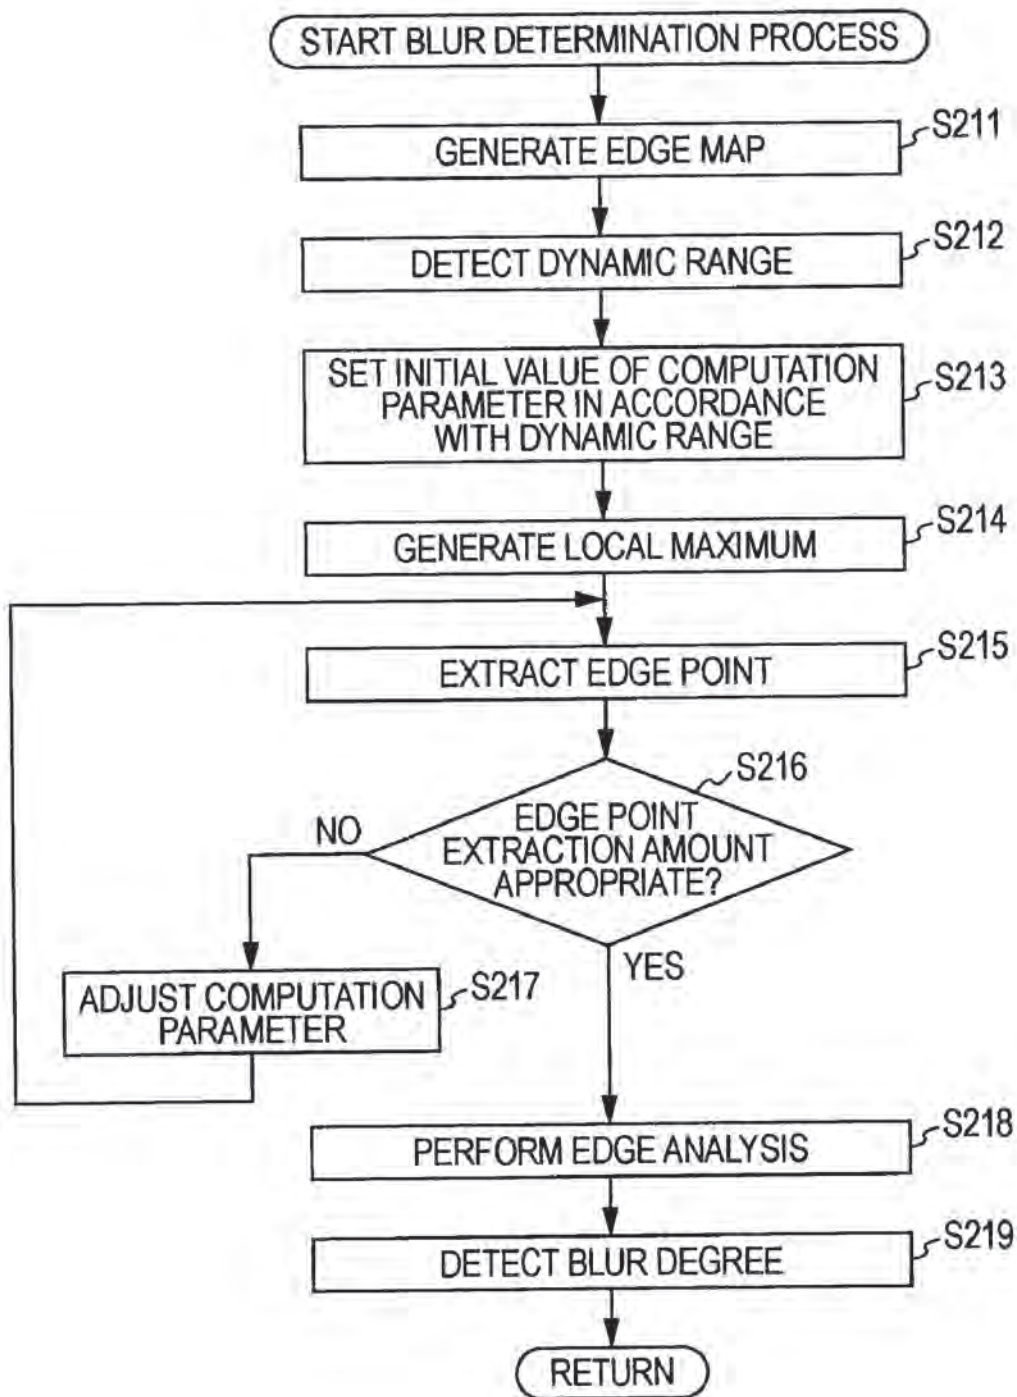 START BLUR DETERMINATION PROCESS
S211
GENERATE EDGE MAP
S212
DETECT DYNAMIC RANGE
S213
SET INITIAL VALUE OF COMPUTATION
PARAMETER IN ACCORDANCE
WITH DYNAMIC RANGE
S214
GENERATE LOCAL MAXIMUM
S215
EXTRACT EDGE POINT
S216
EDGE POINT
EXTRACTION AMOUNT
APPROPRIATE?
NO
YES
S217
ADJUST COMPUTATION
PARAMETER
S218
PERFORM EDGE ANALYSIS
S219
DETECT BLUR DEGREE
RETURN